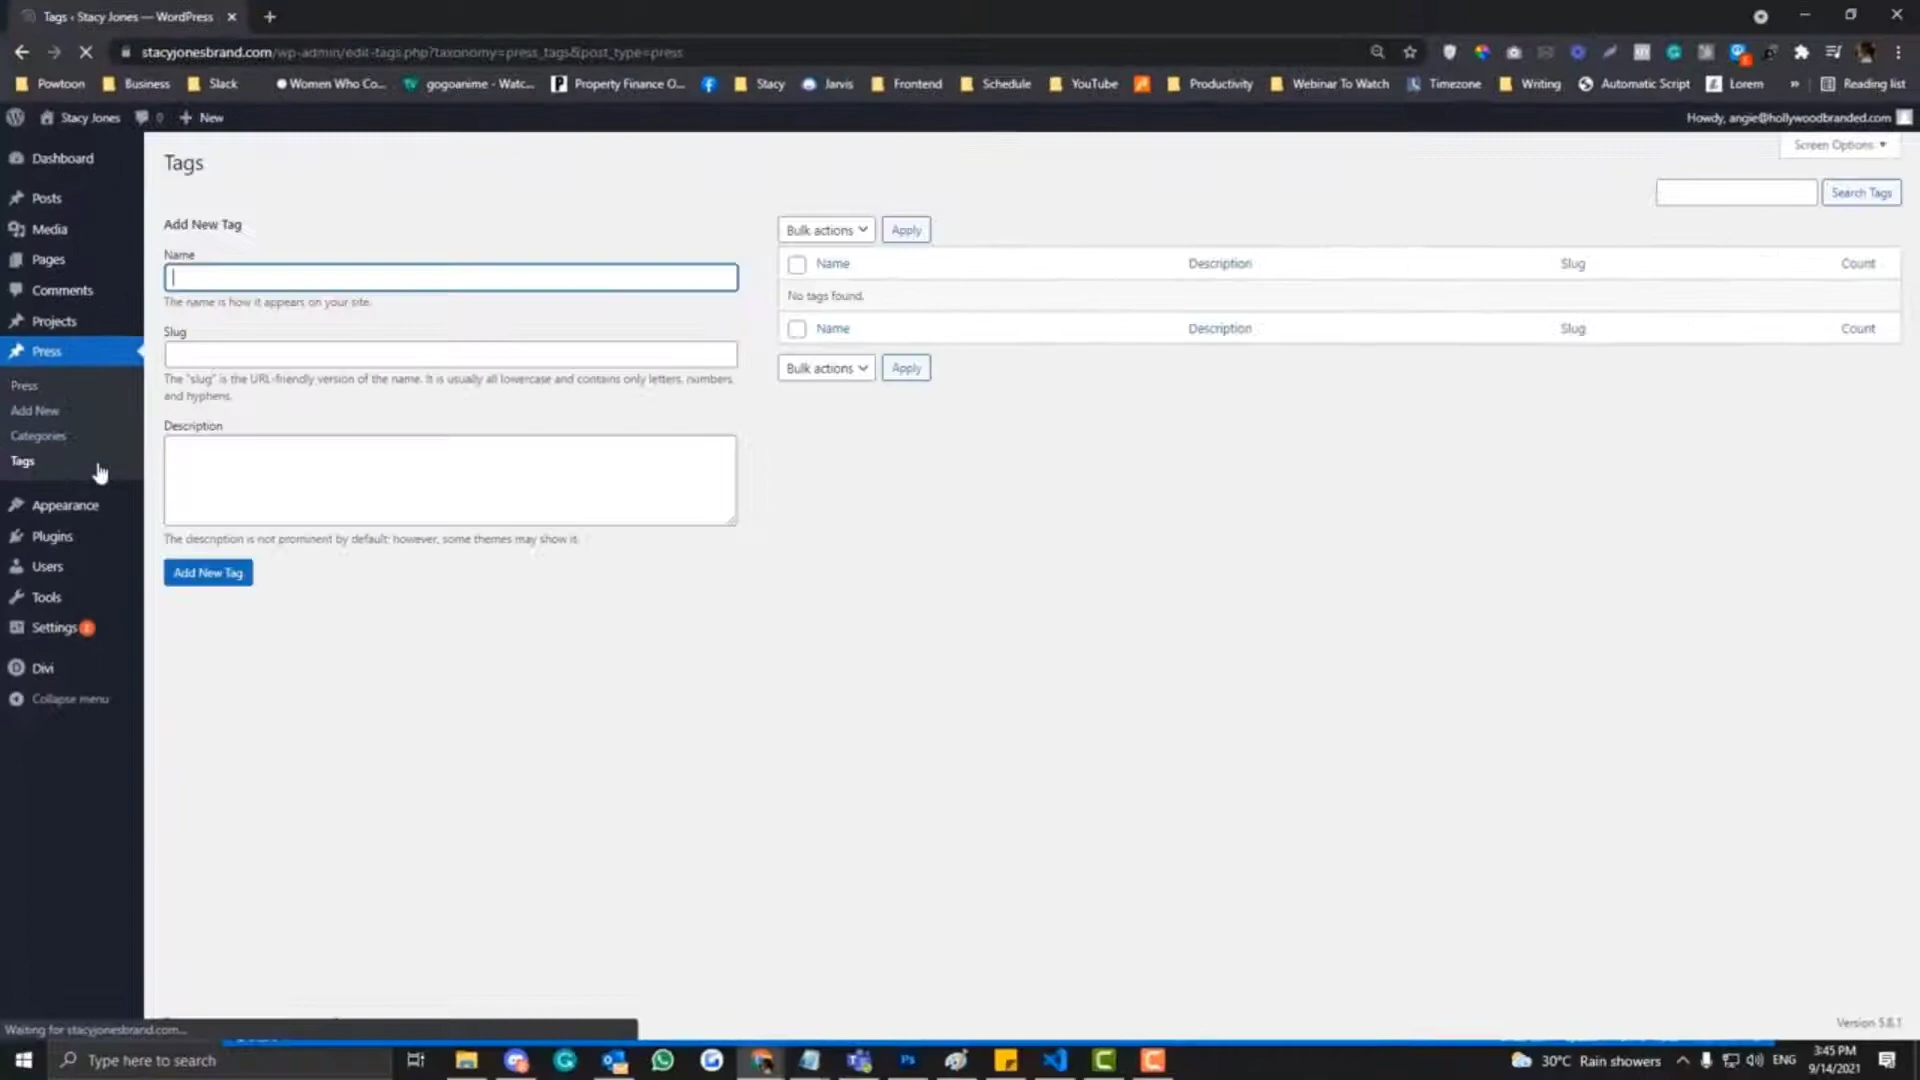 Tags ‹ Stacy Jones — WordPress
stacyjonesbrand.com/wp-admin/edit-tags.php?taxonomy=press_tags&post_type=press
Powtoon Business Slack Women Who Co... gogoanime - Watc... Property Finance O... Stacy Jarvis Frontend Schedule YouTube Productivity Webinar To Watch Timezone Writing Automatic Script Lorem » Reading list
Stacy Jones 0 + New Howdy, angie@hollywoodbranded.com
Screen Options
Dashboard
Posts
Media
Pages
Comments
Projects
Press
Press
Add New
Categories
Tags
Appearance
Plugins
Users
Tools
Settings
Divi
Collapse menu
Tags
Search Tags
Add New Tag
Name
The name is how it appears on your site.
Slug
The "slug" is the URL-friendly version of the name. It is usually all lowercase and contains only letters, numbers,
and hyphens.
Description
The description is not prominent by default; however, some themes may show it.
Add New Tag
Bulk actions Apply
Name Description Slug Count
No tags found.
Name Description Slug Count
Bulk actions Apply
Waiting for stacyjonesbrand.com...
Version 5.8.1
Type here to search
Ps
30°C Rain showers
ENG
3:45 PM
9/14/2021